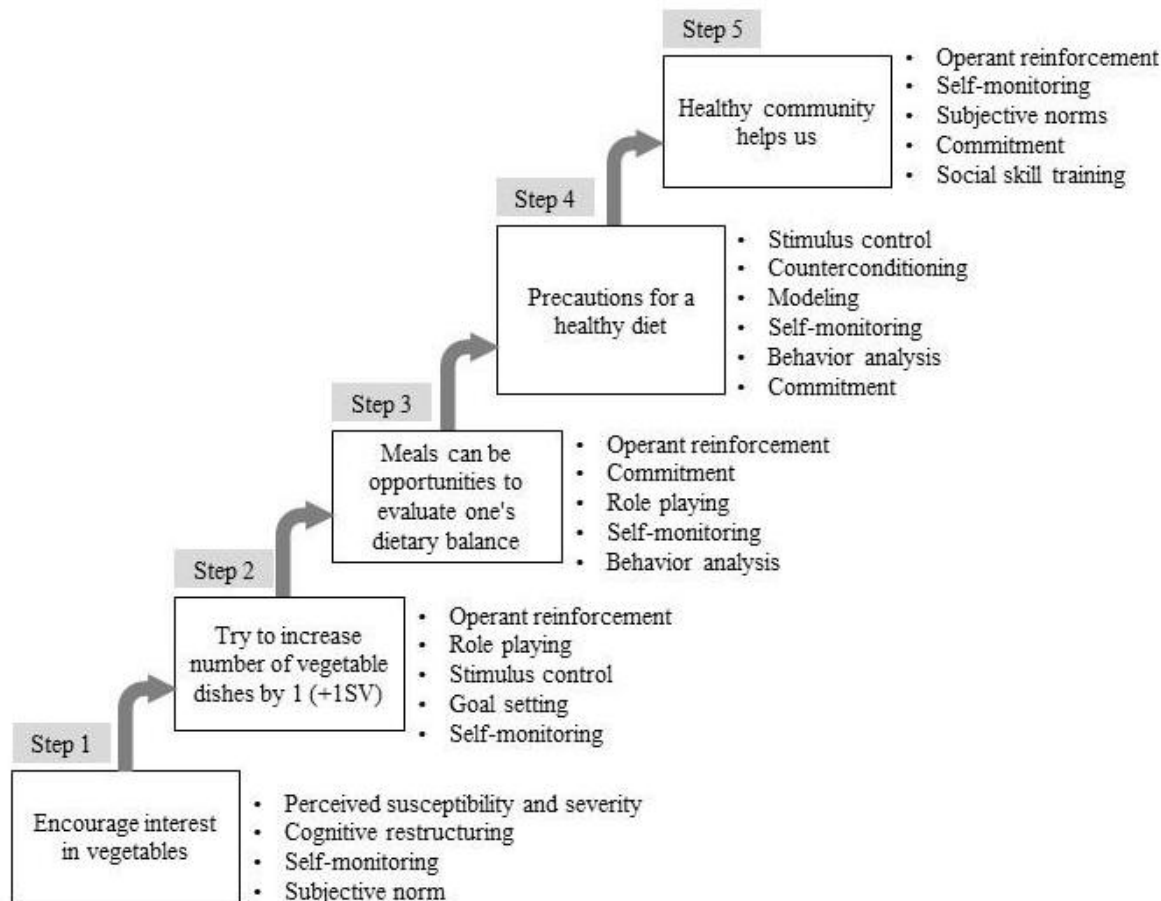 Step 5
Healthy community
helps us
• Operant reinforcement
• Self-monitoring
• Subjective norms
• Commitment
• Social skill training
Step 4
Precautions for a
healthy diet
• Stimulus control
• Counterconditioning
• Modeling
• Self-monitoring
• Behavior analysis
• Commitment
Step 3
Meals can be
opportunities to
evaluate one's
dietary balance
• Operant reinforcement
• Commitment
• Role playing
• Self-monitoring
• Behavior analysis
Step 2
Try to increase
number of vegetable
dishes by 1 (+1SV)
• Operant reinforcement
• Role playing
• Stimulus control
• Goal setting
• Self-monitoring
Step 1
Encourage interest
in vegetables
• Perceived susceptibility and severity
• Cognitive restructuring
• Self-monitoring
• Subjective norm